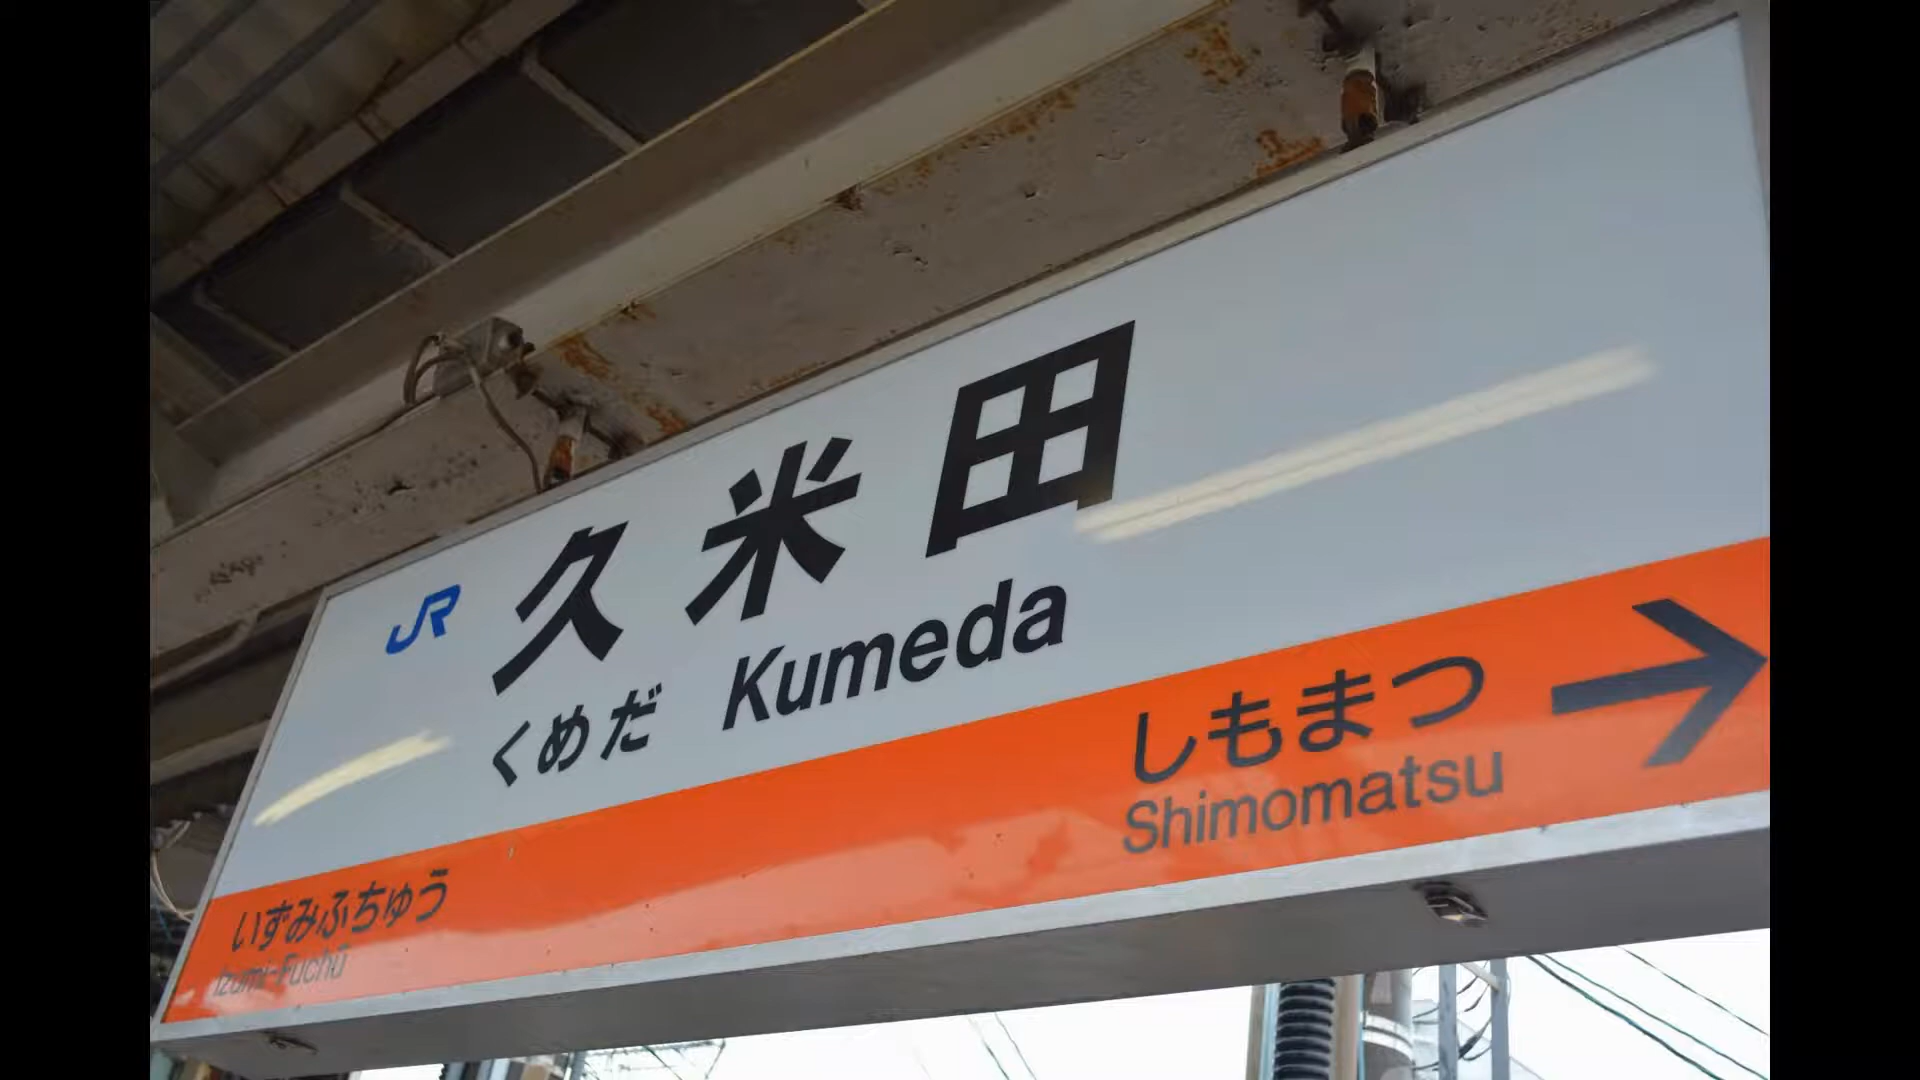 JR 久米田
くめだ Kumeda
しもまつ →
Shimomatsu
いずみふちゅう
Izumi-Fuchū